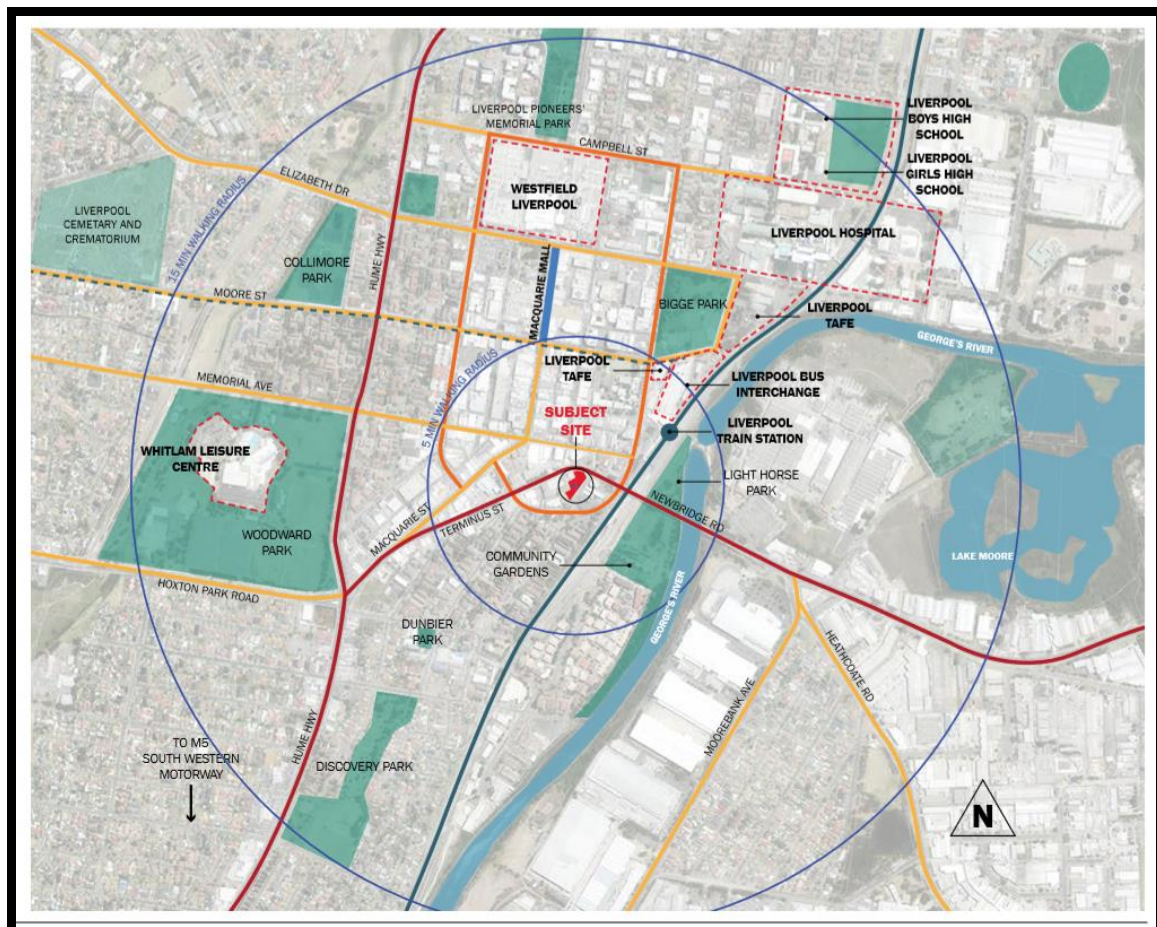 LIVERPOOL PIONEERS'
MEMORIAL PARK
CAMPBELL ST
LIVERPOOL
BOYS HIGH
SCHOOL
LIVERPOOL
GIRLS HIGH
SCHOOL
ELIZABETH DR
WESTFIELD
LIVERPOOL
LIVERPOOL HOSPITAL
LIVERPOOL
CEMETARY AND
CREMATORIUM
15 MIN WALKING RADIUS
COLLIMORE
PARK
HUME HWY
MACQUARIE MALL
MOORE ST
BIGGE PARK
LIVERPOOL
TAFE
GEORGE'S RIVER
LIVERPOOL
TAFE
5 MIN WALKING RADIUS
MEMORIAL AVE
LIVERPOOL BUS
INTERCHANGE
SUBJECT
SITE
LIVERPOOL
TRAIN STATION
WHITLAM LEISURE
CENTRE
LIGHT HORSE
PARK
NEWBRIDGE RD
MACQUARIE ST
TERMINUS ST
WOODWARD
PARK
COMMUNITY
GARDENS
LAKE MOORE
HOXTON PARK ROAD
GEORGE'S RIVER
DUNBIER
PARK
HEATHCOATE RD
MOOREBANK AVE
HUME HWY
TO M5
SOUTH WESTERN
MOTORWAY
DISCOVERY PARK
N